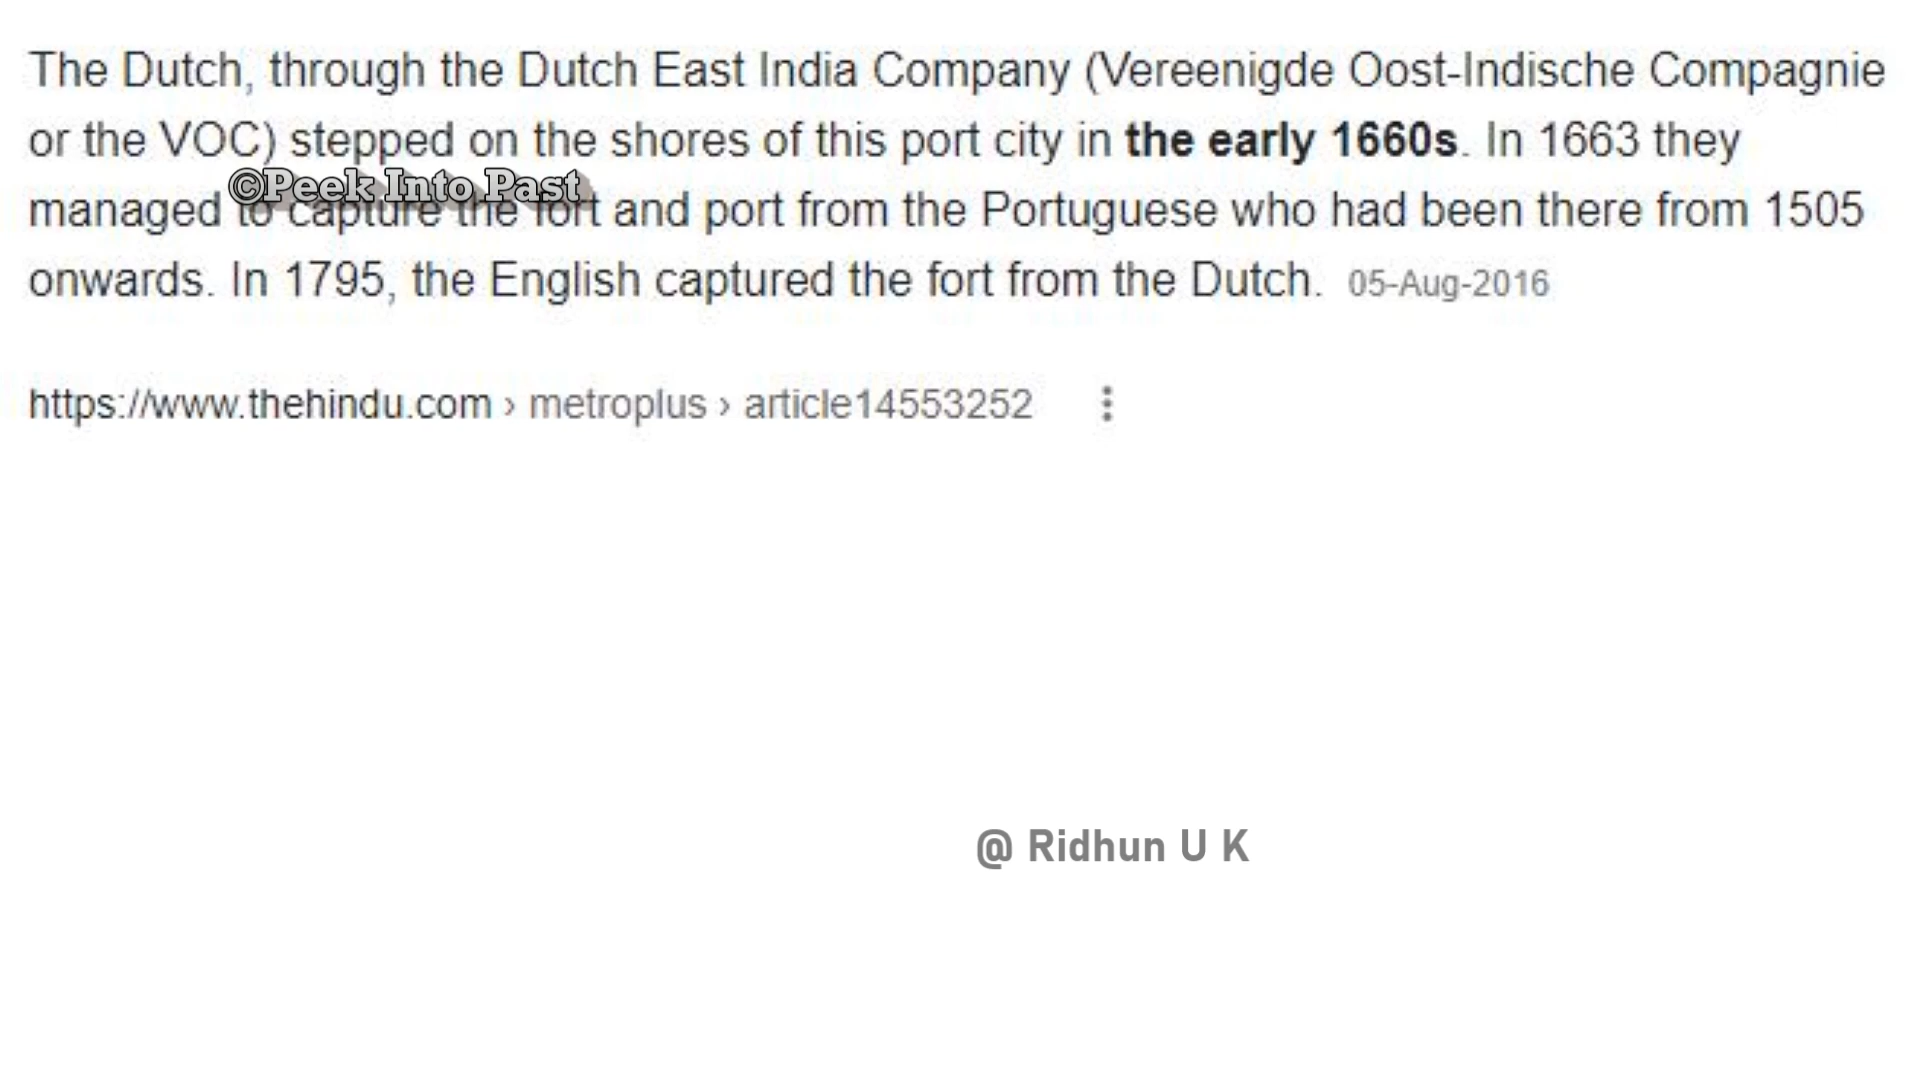 The Dutch, through the Dutch East India Company (Vereenigde Oost-Indische Compagnie
or the VOC) stepped on the shores of this port city in the early 1660s. In 1663 they
©Peek Into Past
managed to capture the fort and port from the Portuguese who had been there from 1505
onwards. In 1795, the English captured the fort from the Dutch. 05-Aug-2016
https://www.thehindu.com › metroplus › article14553252
@ Ridhun U K